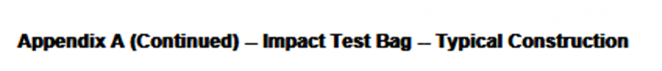 Appendix A (Continued) – Impact Test Bag – Typical Construction